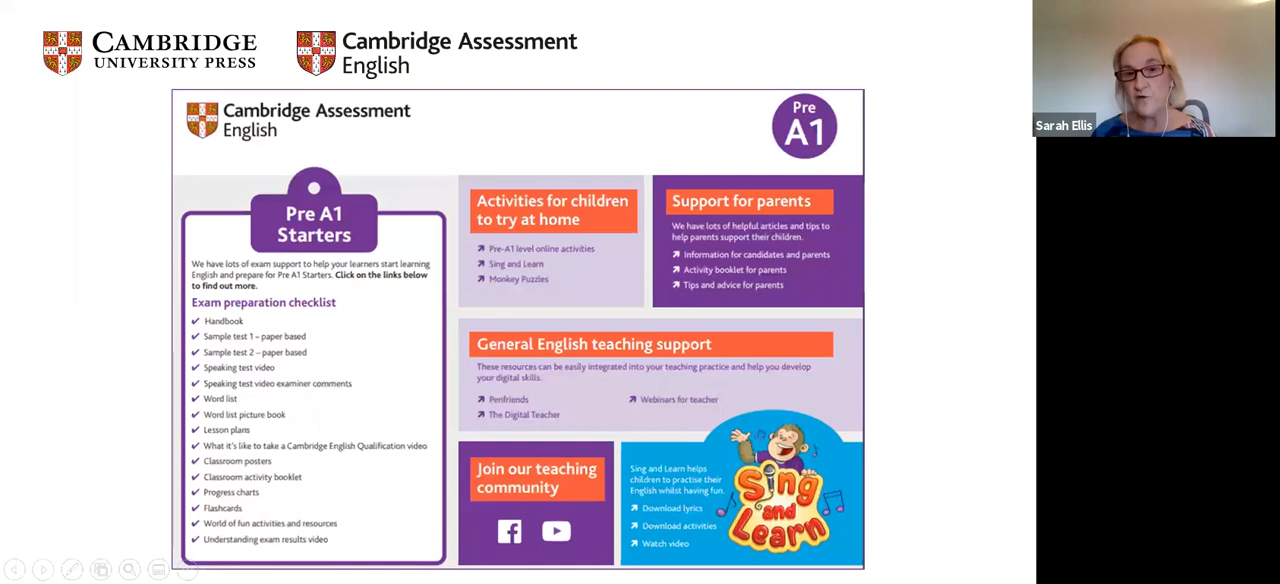 CAMBRIDGE
UNIVERSITY PRESS
Cambridge Assessment
English
Sarah Ellis
Cambridge Assessment
English
Pre
A1
Pre A1
Starters
We have lots of exam support to help your learners start learning
English and prepare for Pre A1 Starters. Click on the links below
to find out more.
Exam preparation checklist
Handbook
Sample test 1 – paper based
Sample test 2 – paper based
Speaking test video
Speaking test video examiner comments
Word list
Word list picture book
Lesson plans
What it's like to take a Cambridge English Qualification video
Classroom posters
Classroom activity booklet
Progress charts
Flashcards
World of fun activities and resources
Understanding exam results video
Activities for children
to try at home
Pre-A1 level online activities
Sing and Learn
Monkey Puzzles
Support for parents
We have lots of helpful articles and tips to
help parents support their children.
Information for candidates and parents
Activity booklet for parents
Tips and advice for parents
General English teaching support
These resources can be easily integrated into your teaching practice and help you develop
your digital skills.
Penfriends
The Digital Teacher
Webinars for teacher
Join our teaching
community
Sing and Learn helps
children to practise their
English whilst having fun.
Download lyrics
Download activities
Watch video
Sing
and
Learn